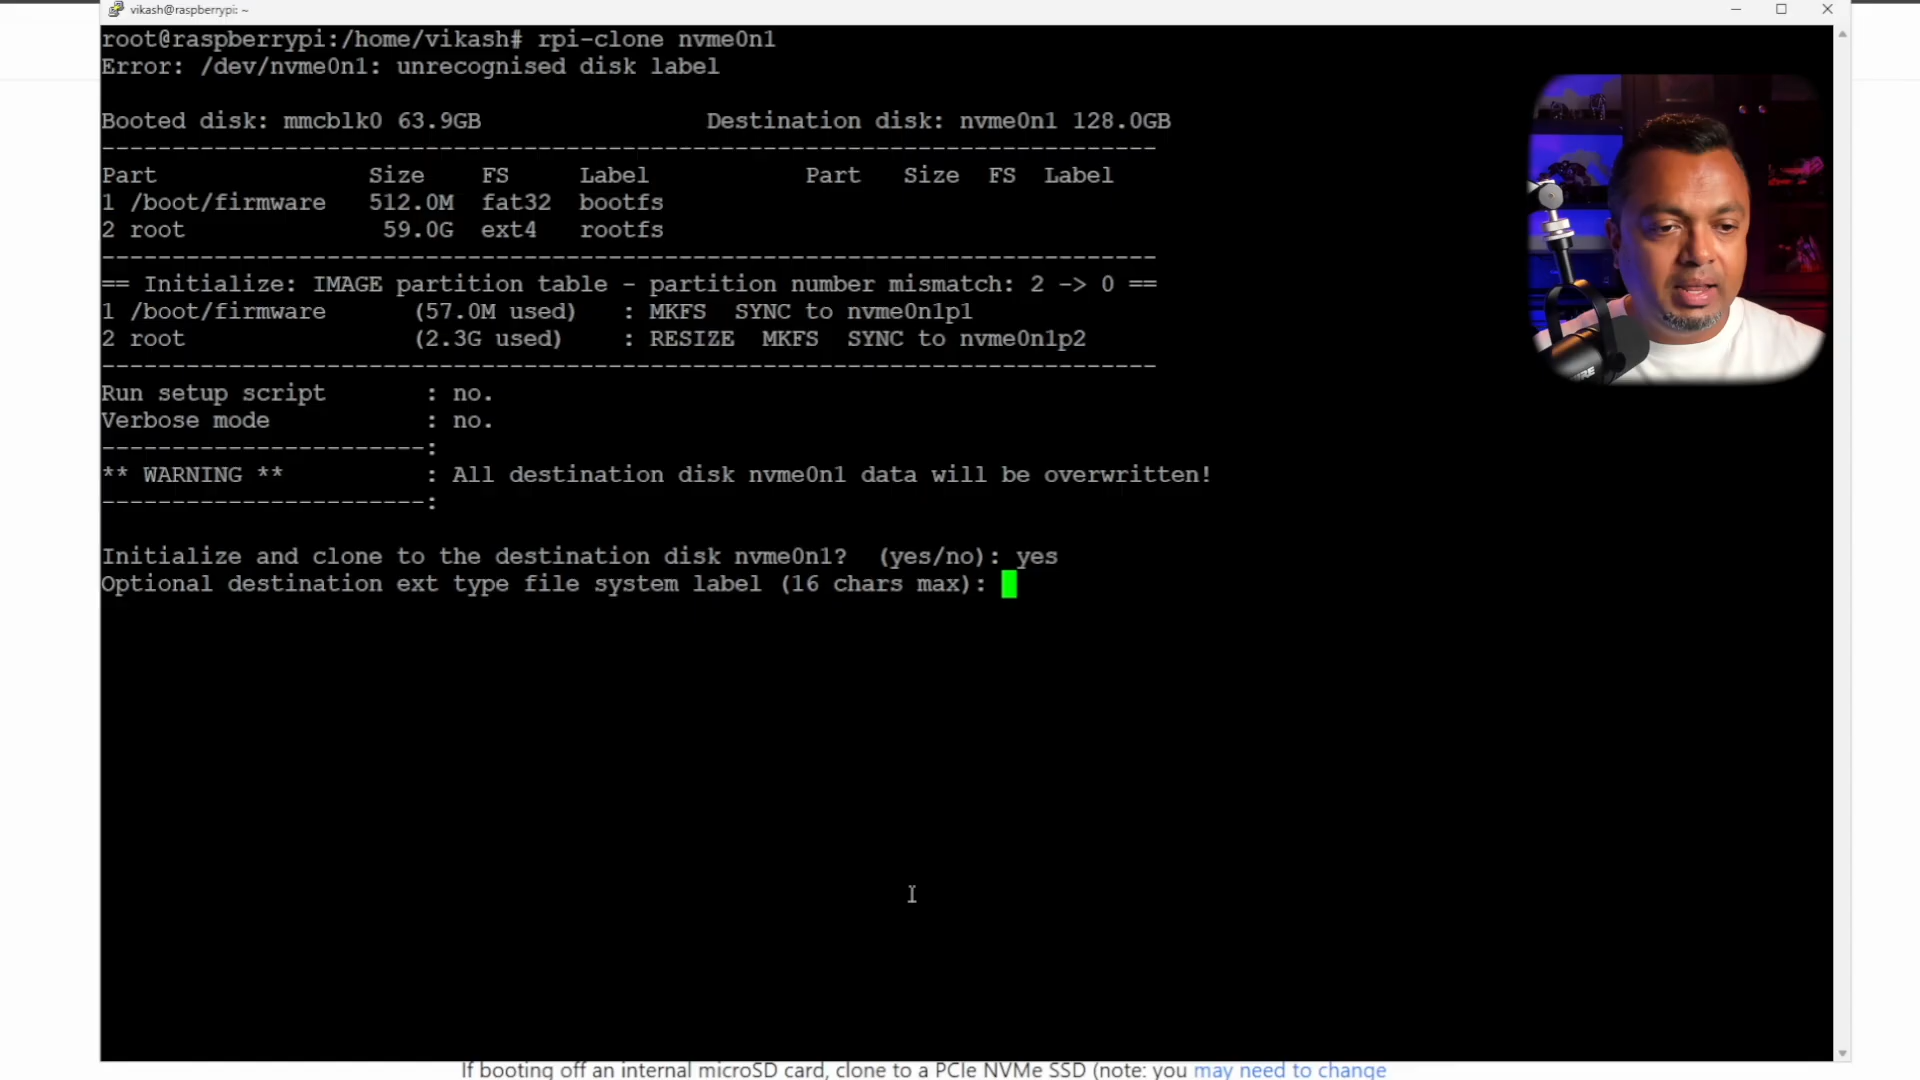 vikash@raspberrypi: ~
root@raspberrypi:/home/vikash# rpi-clone nvme0n1
Error: /dev/nvme0n1: unrecognised disk label
Booted disk: mmcblk0 63.9GB Destination disk: nvme0n1 128.0GB
---------------------------------------------------------------------------
Part Size FS Label Part Size FS Label
1 /boot/firmware 512.0M fat32 bootfs
2 root 59.0G ext4 rootfs
---------------------------------------------------------------------------
== Initialize: IMAGE partition table - partition number mismatch: 2 -> 0 ==
1 /boot/firmware (57.0M used) : MKFS SYNC to nvme0n1p1
2 root (2.3G used) : RESIZE MKFS SYNC to nvme0n1p2
---------------------------------------------------------------------------
Run setup script : no.
Verbose mode : no.
-----------------------:
** WARNING ** : All destination disk nvme0n1 data will be overwritten!
-----------------------:
Initialize and clone to the destination disk nvme0n1? (yes/no): yes
Optional destination ext type file system label (16 chars max):
If booting off an internal microSD card, clone to a PCIe NVMe SSD (note: you may need to change